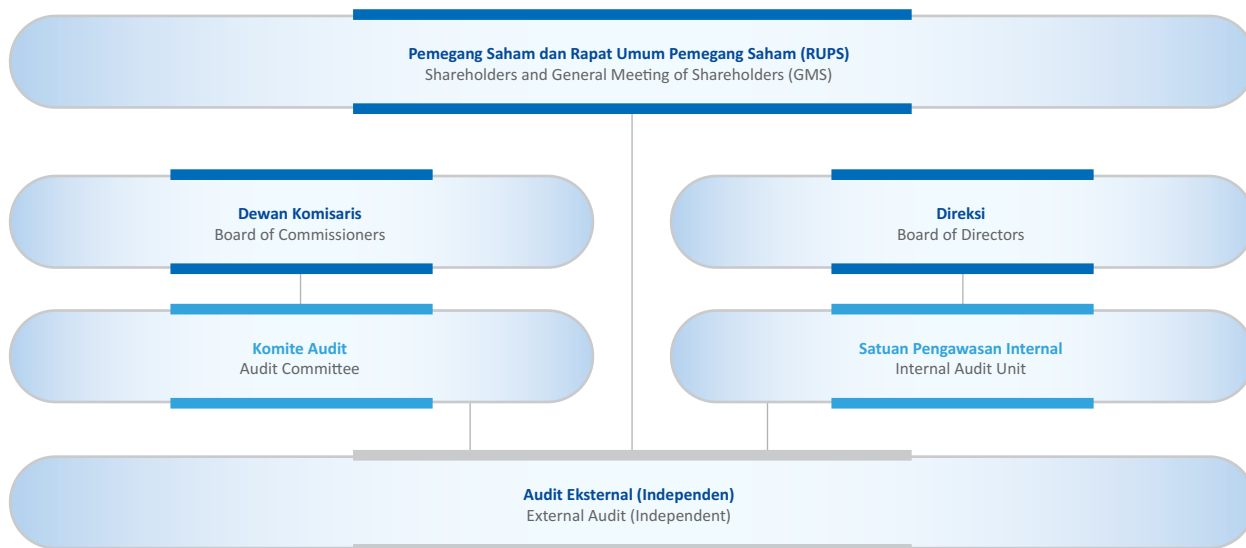 Pemegang Saham dan Rapat Umum Pemegang Saham (RUPS)
Shareholders and General Meeting of Shareholders (GMS)
Dewan Komisaris
Board of Commissioners
Direksi
Board of Directors
Komite Audit
Audit Committee
Satuan Pengawasan Internal
Internal Audit Unit
Audit Eksternal (Independen)
External Audit (Independent)